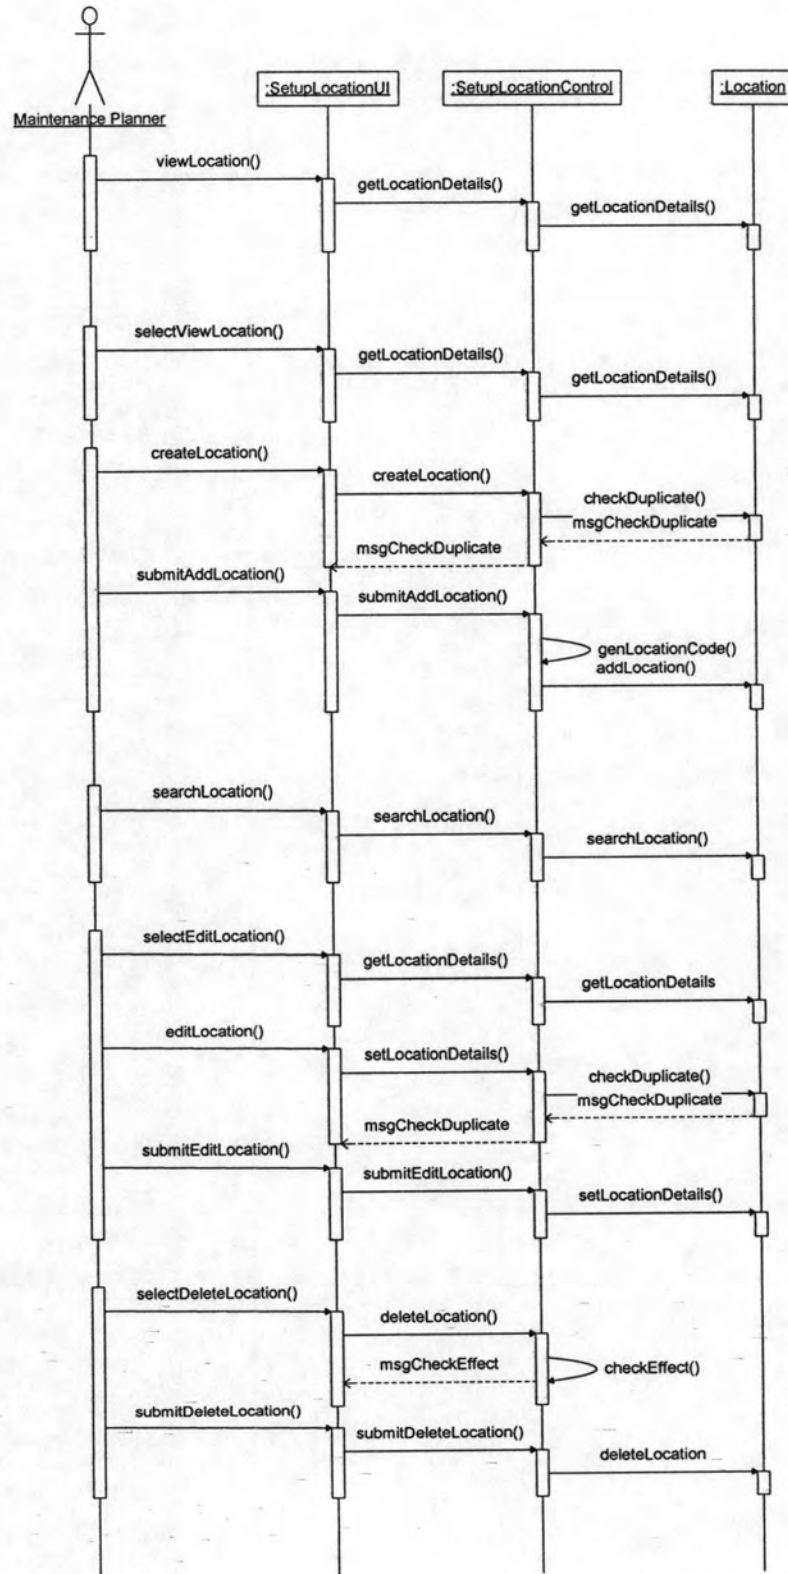 :SetupLocationUI
:SetupLocationControl
:Location
Maintenance Planner
viewLocation()
getLocationDetails()
getLocationDetails()
selectViewLocation()
getLocationDetails()
getLocationDetails()
createLocation()
createLocation()
checkDuplicate()
msgCheckDuplicate
msgCheckDuplicate
submitAddLocation()
submitAddLocation()
genLocationCode()
addLocation()
searchLocation()
searchLocation()
searchLocation()
selectEditLocation()
getLocationDetails()
getLocationDetails
editLocation()
setLocationDetails()
checkDuplicate()
msgCheckDuplicate
msgCheckDuplicate
submitEditLocation()
submitEditLocation()
setLocationDetails()
selectDeleteLocation()
deleteLocation()
msgCheckEffect
checkEffect()
submitDeleteLocation()
submitDeleteLocation()
deleteLocation